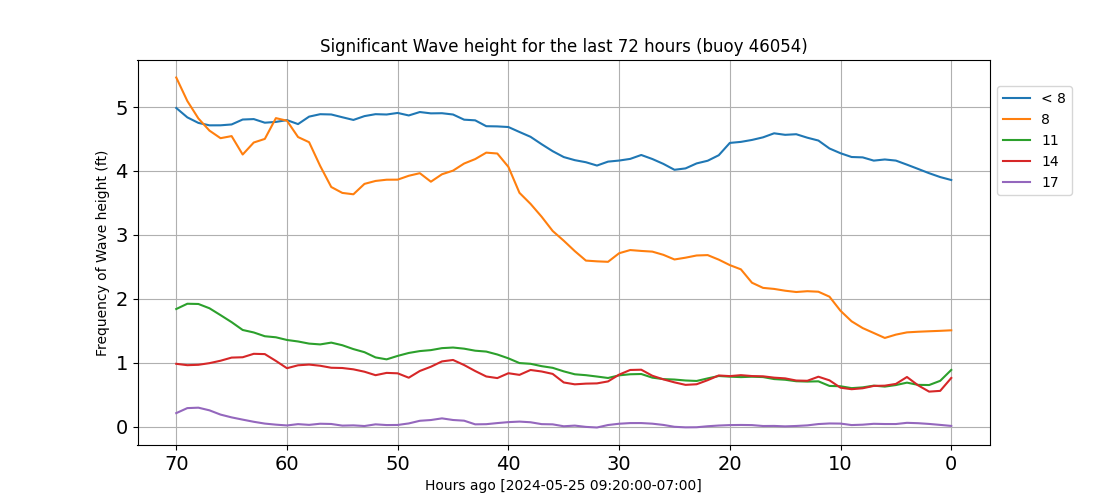 Significant Wave height for the last 72 hours (buoy 46054)
Frequency of Wave height (ft)
5
4
3
2
1
0
70 60 50 40 30 20 10 0
Hours ago [2024-05-25 09:20:00-07:00]
< 8
8
11
14
17